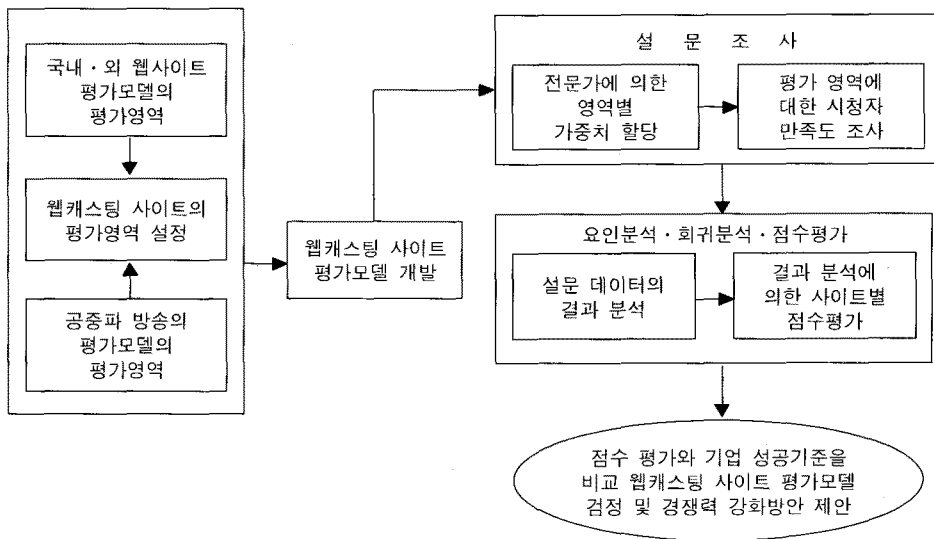 국내·외 웹사이트
평가모델의
평가영역
웹캐스팅 사이트의
평가영역 설정
공중파 방송의
평가모델의
평가영역
웹캐스팅 사이트
평가모델 개발
설 문 조 사
전문가에 의한
영역별
가중치 할당
평가 영역에
대한 시청자
만족도 조사
요인분석·회귀분석·점수평가
설문 데이터의
결과 분석
결과 분석에
의한 사이트별
점수평가
점수 평가와 기업 성공기준을
비교 웹캐스팅 사이트 평가모델
검정 및 경쟁력 강화방안 제안